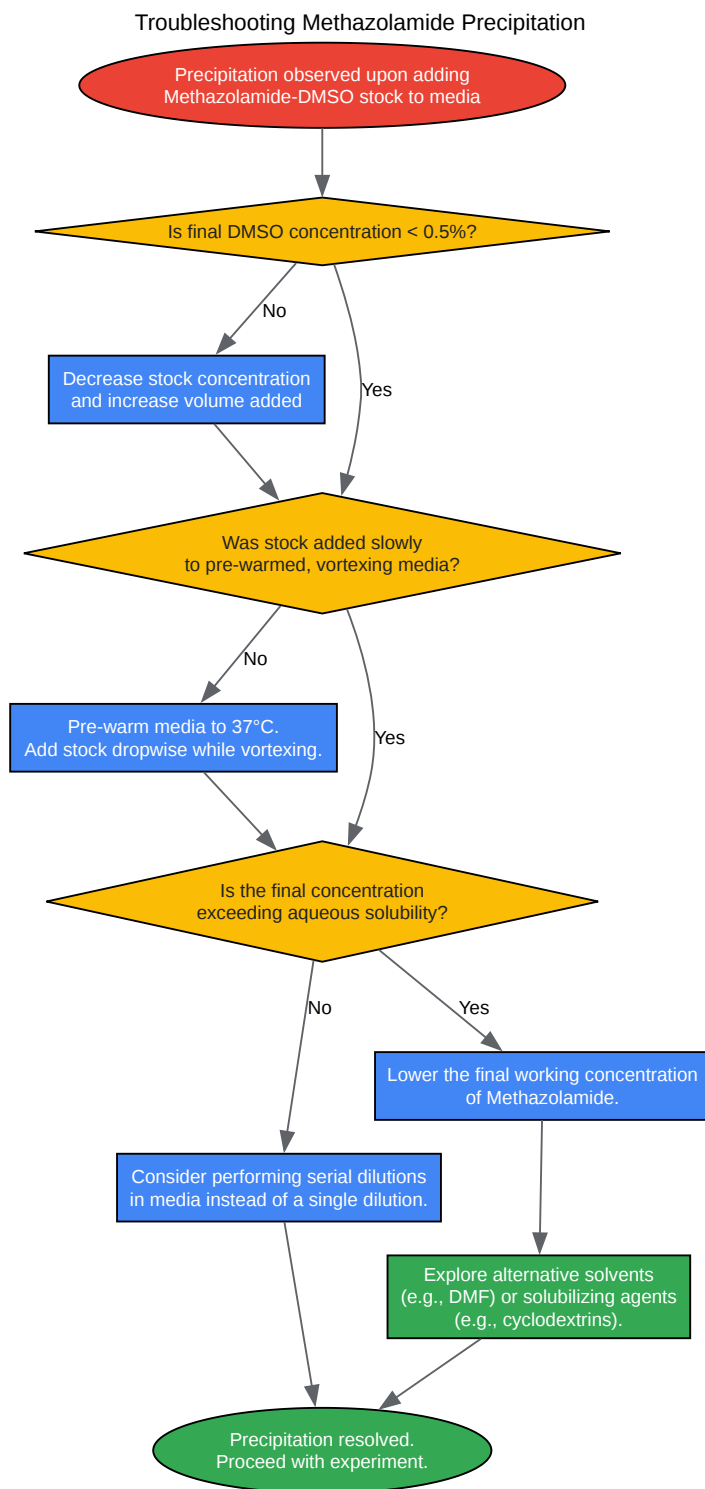 Troubleshooting Methazolamide Precipitation
Precipitation observed upon adding
Methazolamide-DMSO stock to media
Is final DMSO concentration < 0.5%?
No
Yes
Decrease stock concentration
and increase volume added
Was stock added slowly
to pre-warmed, vortexing media?
No
Yes
Pre-warm media to 37°C.
Add stock dropwise while vortexing.
Is the final concentration
exceeding aqueous solubility?
No
Yes
Lower the final working concentration
of Methazolamide.
Consider performing serial dilutions
in media instead of a single dilution.
Explore alternative solvents
(e.g., DMF) or solubilizing agents
(e.g., cyclodextrins).
Precipitation resolved.
Proceed with experiment.